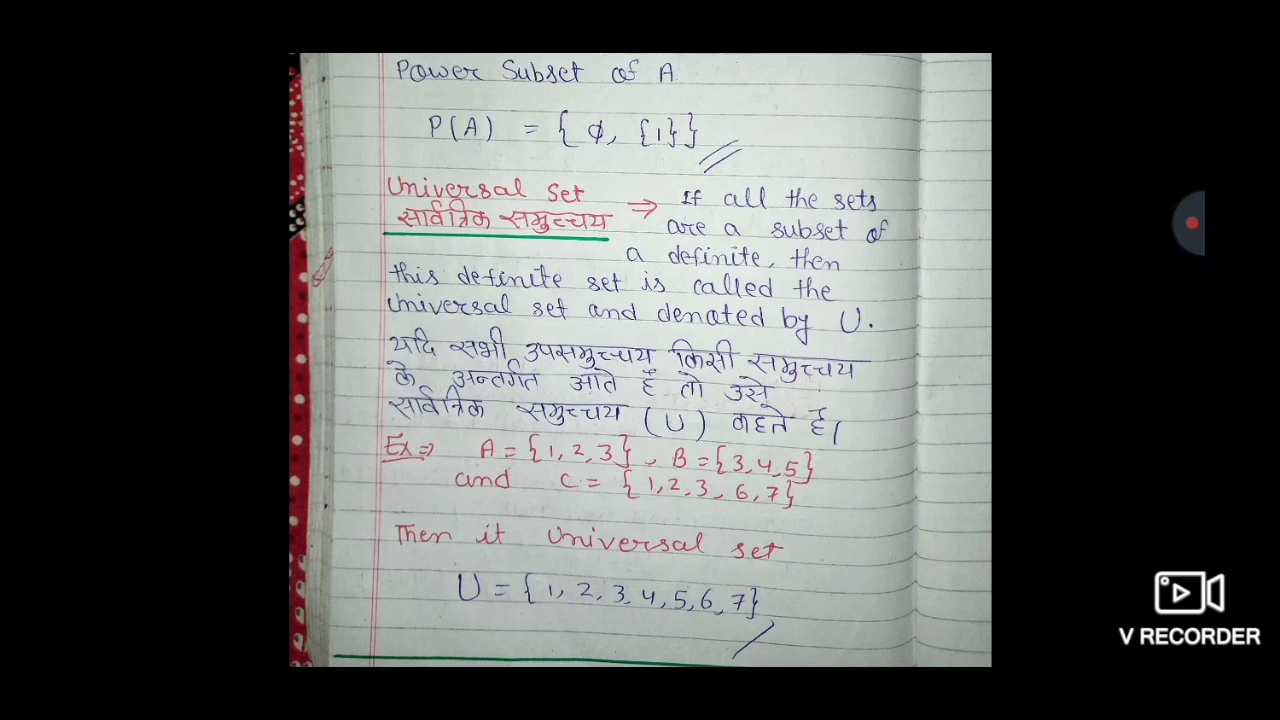 Power Subset of A
P(A) = { ϕ, {1}}
Universal Set
सार्वत्रिक समुच्चय ⇒ If all the sets
are a subset of
a definite, then
this definite set is called the
Universal set and denoted by U.
यदि सभी उपसमुच्चय किसी समुच्चय
के अन्तर्गत आते हैं तो उसे
सार्वत्रिक समुच्चय (U) कहते हैं।
Ex ⇒ A = {1, 2, 3}, B = {3, 4, 5}
and C = {1, 2, 3, 6, 7}
Then it Universal set
U = {1, 2, 3, 4, 5, 6, 7}
V RECORDER